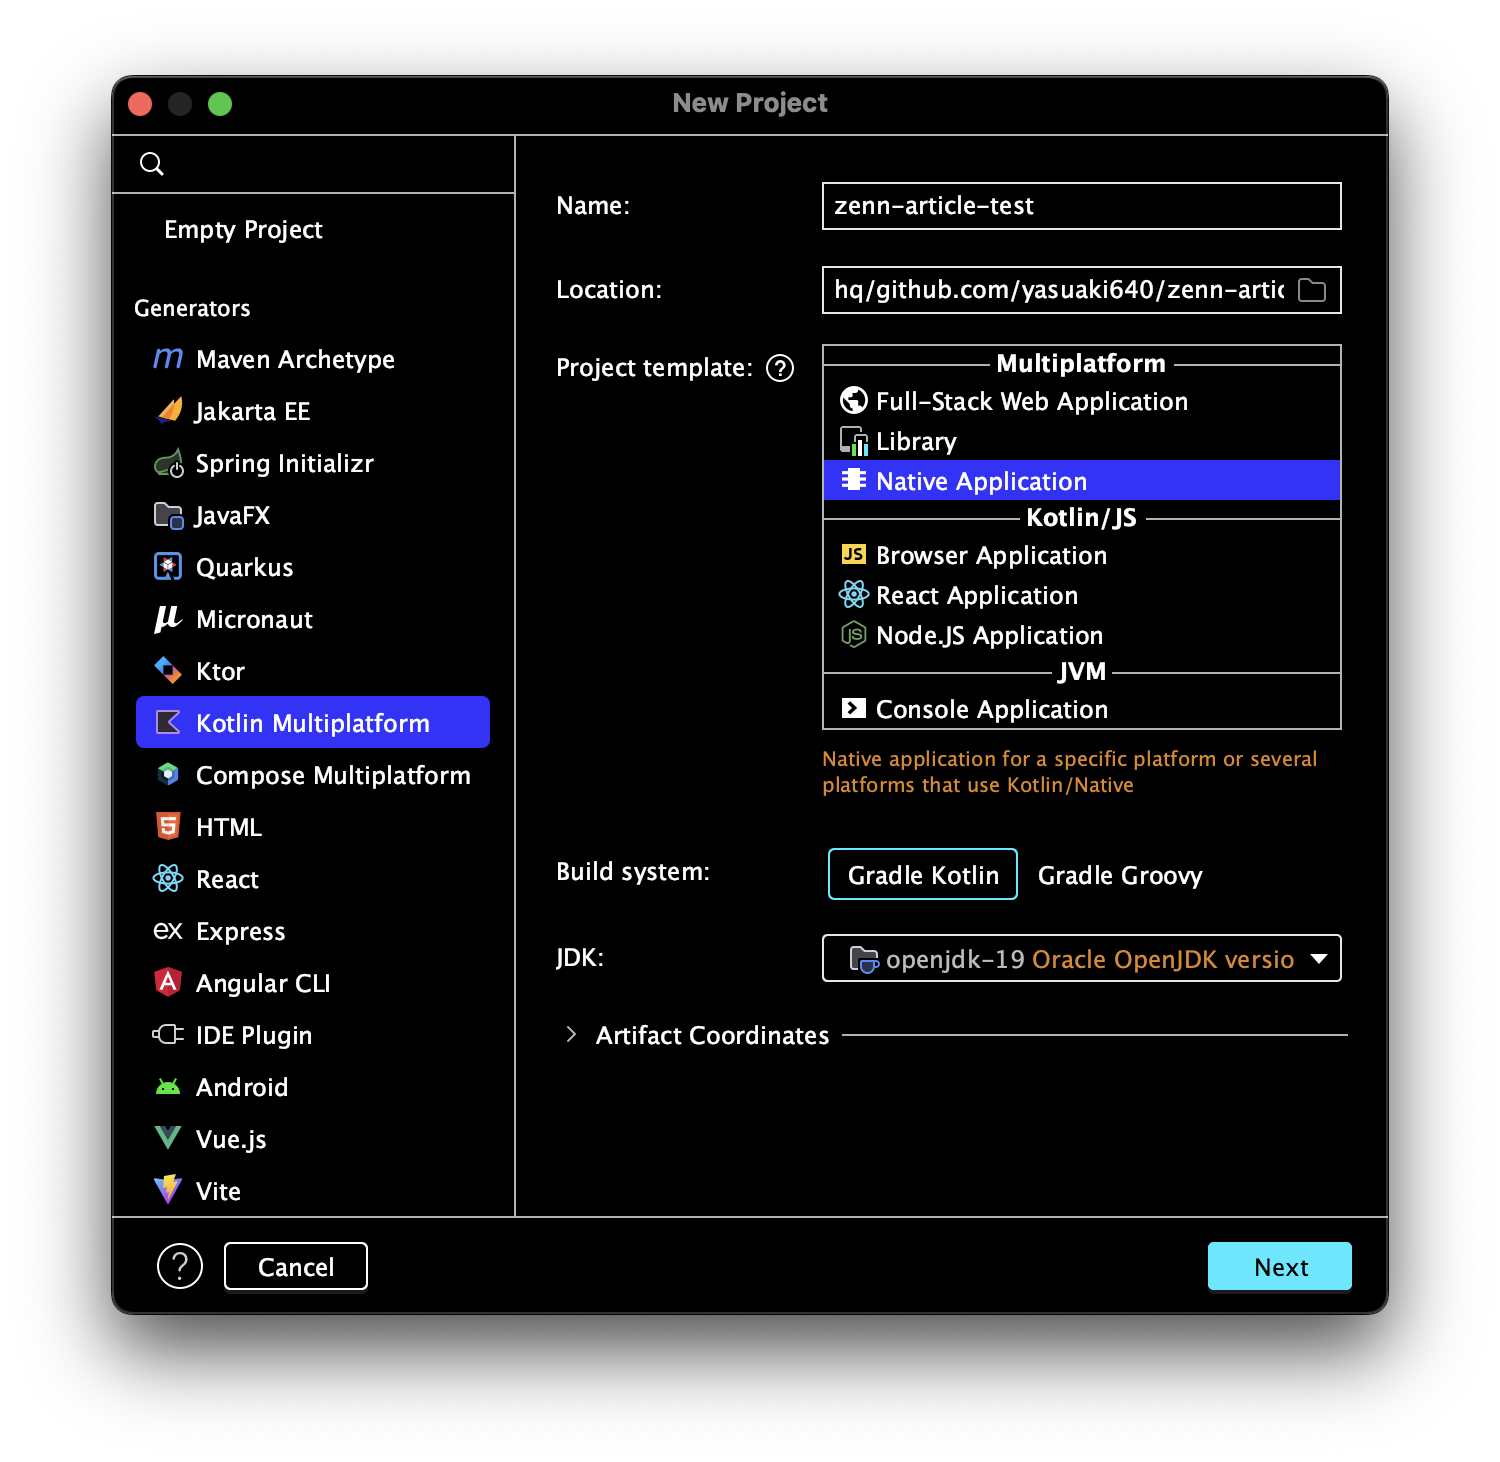 New Project
Empty Project
Generators
Maven Archetype
Jakarta EE
Spring Initializr
JavaFX
Quarkus
Micronaut
Ktor
Kotlin Multiplatform
Compose Multiplatform
HTML
React
Express
Angular CLI
IDE Plugin
Android
Vue.js
Vite
Name:
zenn-article-test
Location:
hq/github.com/yasuaki640/zenn-artic
Project template:
Multiplatform
Full-Stack Web Application
Library
Native Application
Kotlin/JS
Browser Application
React Application
Node.JS Application
JVM
Console Application
Native application for a specific platform or several
platforms that use Kotlin/Native
Build system:
Gradle Kotlin
Gradle Groovy
JDK:
openjdk-19 Oracle OpenJDK versio
Artifact Coordinates
?
Cancel
Next